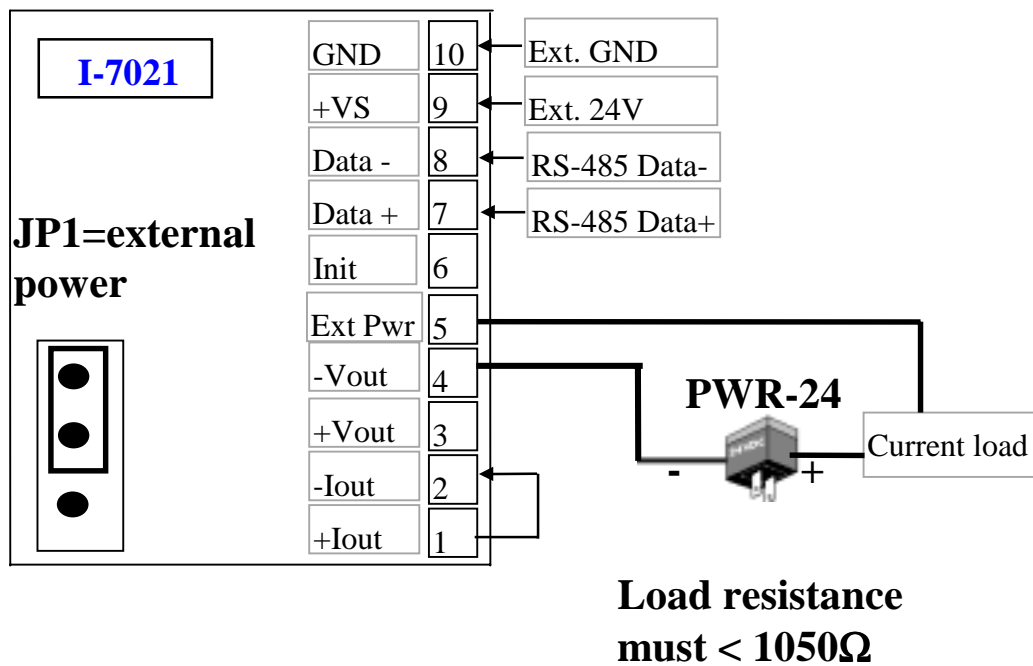 I-7021
JP1=external
power
GND 10 Ext. GND
+VS 9 Ext. 24V
Data - 8 RS-485 Data-
Data + 7 RS-485 Data+
Init 6
Ext Pwr 5
-Vout 4
+Vout 3
-Iout 2
+Iout 1
PWR-24
- +
Current load
Load resistance
must < 1050Ω